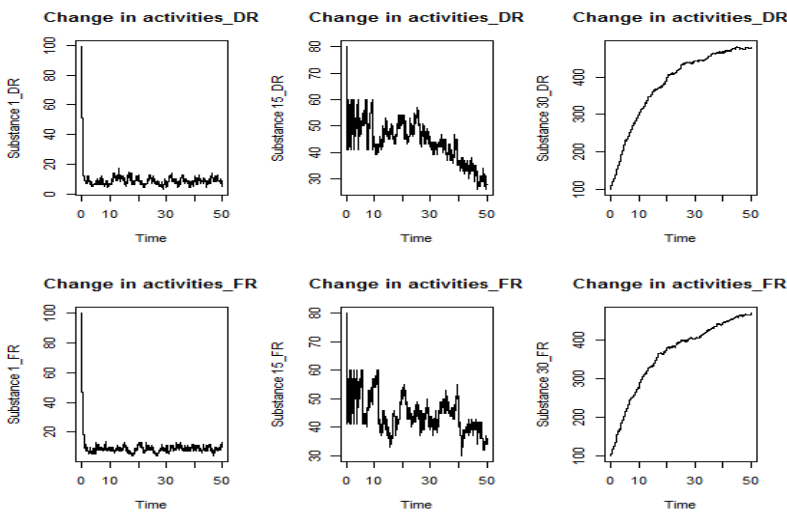 Change in activities_DR
Substance 1_DR
0 20 40 60 80 100
0 10 30 50
Time
Change in activities_DR
Substance 15_DR
30 40 50 60 70 80
0 10 30 50
Time
Change in activities_DR
Substance 30_DR
100 200 300 400
0 10 30 50
Time
Change in activities_FR
Substance 1_FR
20 40 60 80 100
0 10 30 50
Time
Change in activities_FR
Substance 15_FR
30 40 50 60 70 80
0 10 30 50
Time
Change in activities_FR
Substance 30_FR
100 200 300 400
0 10 30 50
Time